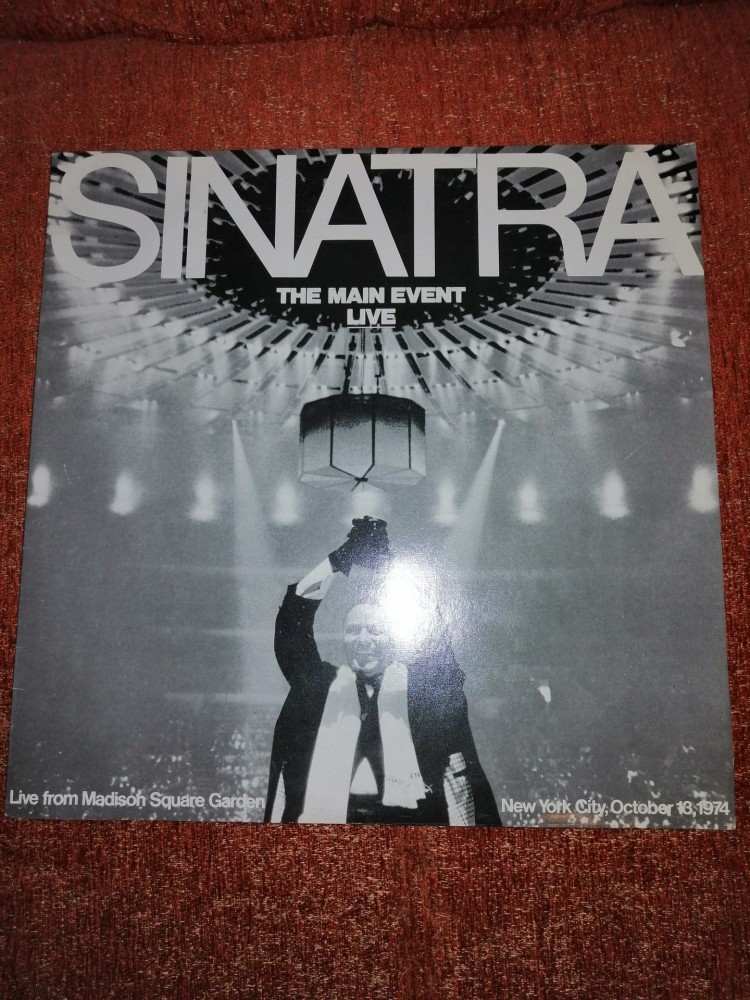 SINATRA
THE MAIN EVENT
LIVE
Live from Madison Square Garden
New York City, October 13, 1974